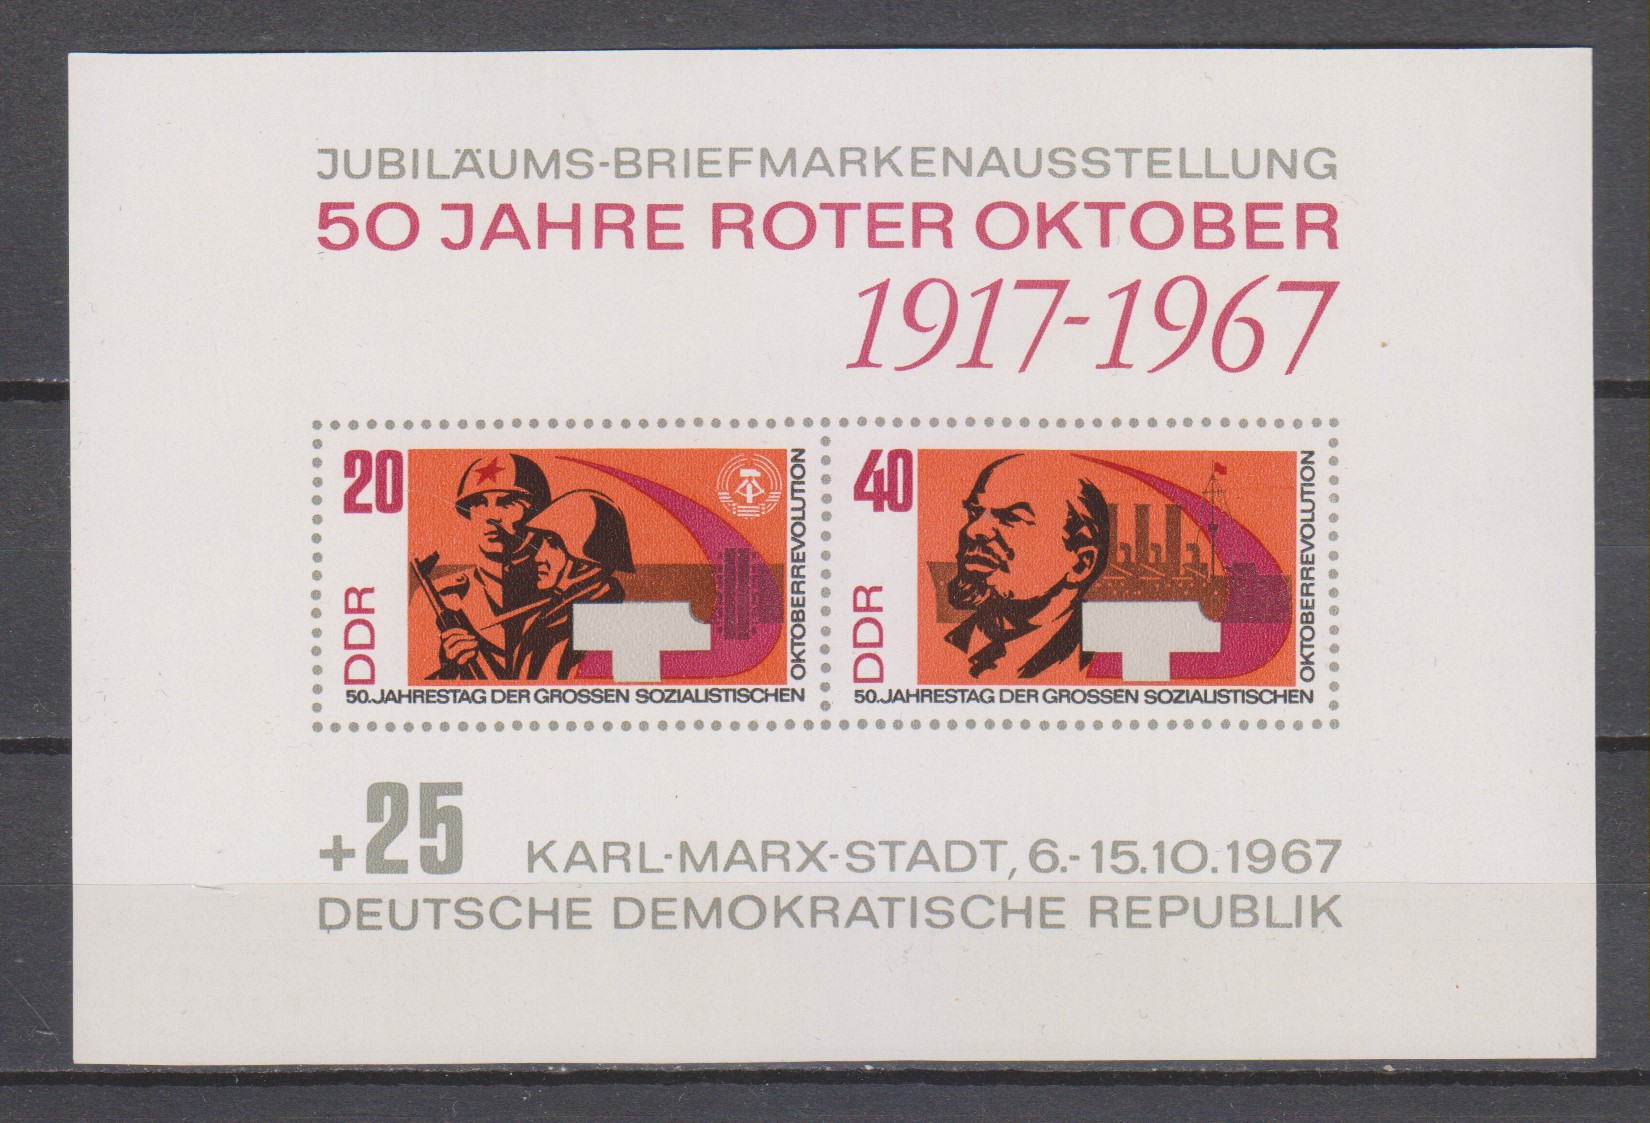 JUBILÄUMS-BRIEFMARKENAUSSTELLUNG
50 JAHRE ROTER OKTOBER
1917-1967
20
DDR
50. JAHRESTAG DER GROSSEN SOZIALISTISCHEN
OKTOBERREVOLUTION
40
DDR
50. JAHRESTAG DER GROSSEN SOZIALISTISCHEN
OKTOBERREVOLUTION
+25
KARL-MARX-STADT, 6.-15.10.1967
DEUTSCHE DEMOKRATISCHE REPUBLIK